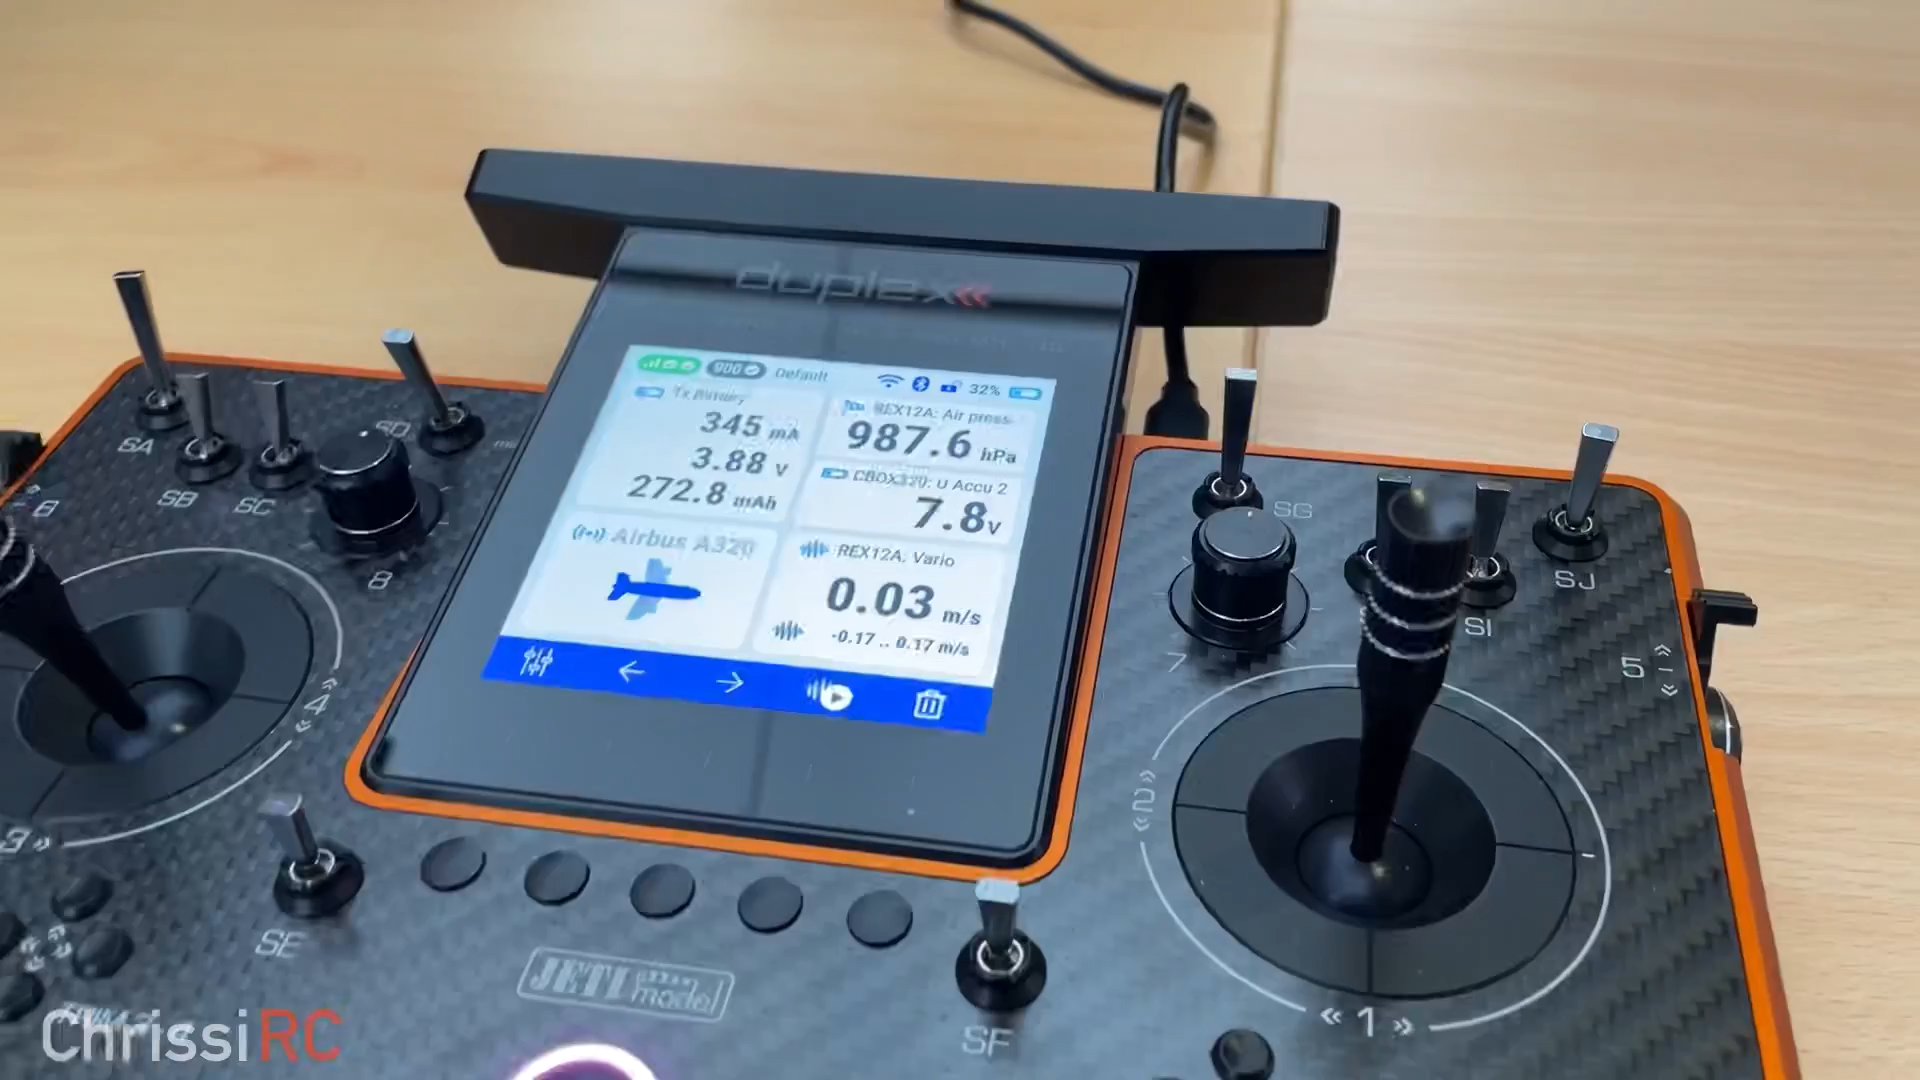 duplex
900 Default 32%
Tx Battery
345 mA
3.88 V
272.8 mAh
REX12A: Air press.
987.6 hPa
CBOX320: U Accu 2
7.8V
Airbus A320
REX12A: Vario
0.03 m/s
-0.17 .. 0.17 m/s
SA
SB
SC
SD
8
6
SG
SI
SJ
7
5
4
3
2
1
SE
SF
JETI model
ChrissiRC